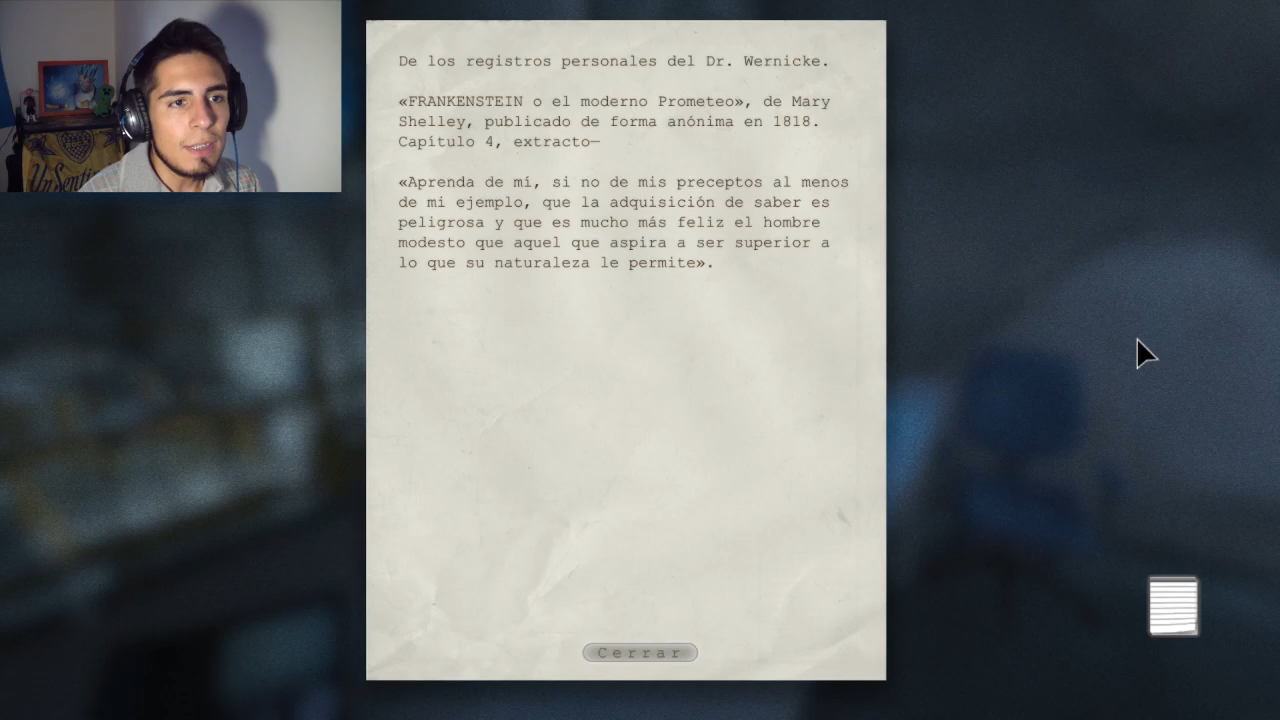 De los registros personales del Dr. Wernicke.
«FRANKENSTEIN o el moderno Prometeo», de Mary
Shelley, publicado de forma anónima en 1818.
Capítulo 4, extracto—
«Aprenda de mí, si no de mis preceptos al menos
de mi ejemplo, que la adquisición de saber es
peligrosa y que es mucho más feliz el hombre
modesto que aquel que aspira a ser superior a
lo que su naturaleza le permite».
Un Senti
Cerrar